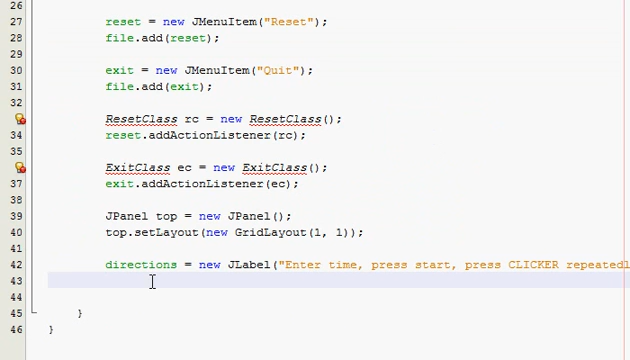 26
27 reset = new JMenuItem("Reset");
28 file.add(reset);
29
30 exit = new JMenuItem("Quit");
31 file.add(exit);
32
ResetClass rc = new ResetClass();
34 reset.addActionListener(rc);
35
ExitClass ec = new ExitClass();
37 exit.addActionListener(ec);
38
39 JPanel top = new JPanel();
40 top.setLayout(new GridLayout(1, 1));
41
42 directions = new JLabel("Enter time, press start, press CLICKER repeatedl
43
44
45 }
46 }